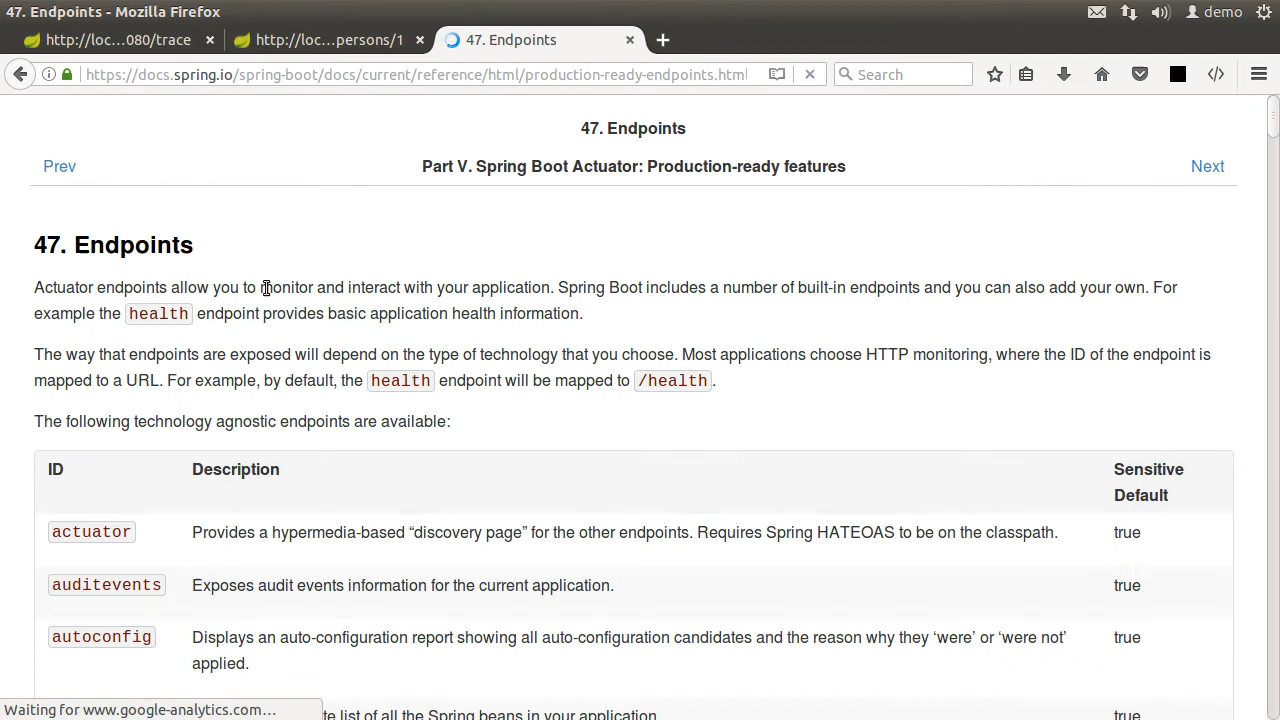 47. Endpoints - Mozilla Firefox
demo
http://loc...080/trace × http://loc...persons/1 × 47. Endpoints × +
https://docs.spring.io/spring-boot/docs/current/reference/html/production-ready-endpoints.html
Search
47. Endpoints
Prev Part V. Spring Boot Actuator: Production-ready features Next
47. Endpoints
Actuator endpoints allow you to monitor and interact with your application. Spring Boot includes a number of built-in endpoints and you can also add your own. For
example the health endpoint provides basic application health information.
The way that endpoints are exposed will depend on the type of technology that you choose. Most applications choose HTTP monitoring, where the ID of the endpoint is
mapped to a URL. For example, by default, the health endpoint will be mapped to /health.
The following technology agnostic endpoints are available:
ID Description Sensitive
Default
actuator Provides a hypermedia-based “discovery page” for the other endpoints. Requires Spring HATEOAS to be on the classpath. true
auditevents Exposes audit events information for the current application. true
autoconfig Displays an auto-configuration report showing all auto-configuration candidates and the reason why they ‘were’ or ‘were not’ true
applied.
list of all the Spring beans in your application. true
Waiting for www.google-analytics.com...